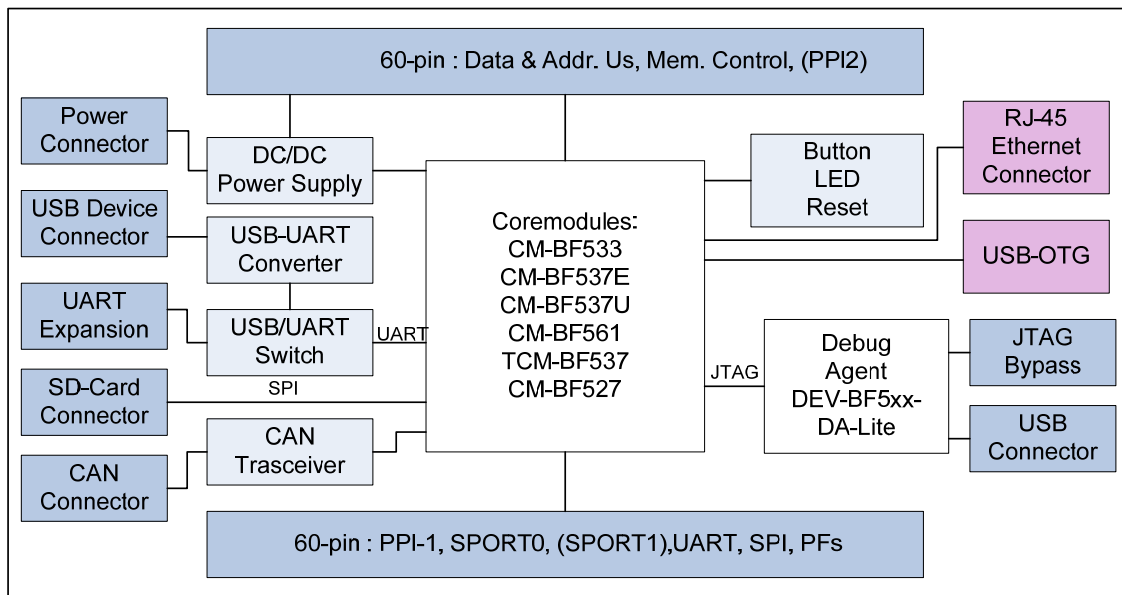 60-pin : Data & Addr. Us, Mem. Control, (PPI2)
Power
Connector
DC/DC
Power Supply
USB Device
Connector
USB-UART
Converter
UART
Expansion
USB/UART
Switch
UART
SD-Card
Connector
SPI
CAN
Trasceiver
CAN
Connector
Coremodules:
CM-BF533
CM-BF537E
CM-BF537U
CM-BF561
TCM-BF537
CM-BF527
Button
LED
Reset
RJ-45
Ethernet
Connector
USB-OTG
JTAG
Debug
Agent
DEV-BF5xx-
DA-Lite
JTAG
Bypass
USB
Connector
60-pin : PPI-1, SPORT0, (SPORT1),UART, SPI, PFs